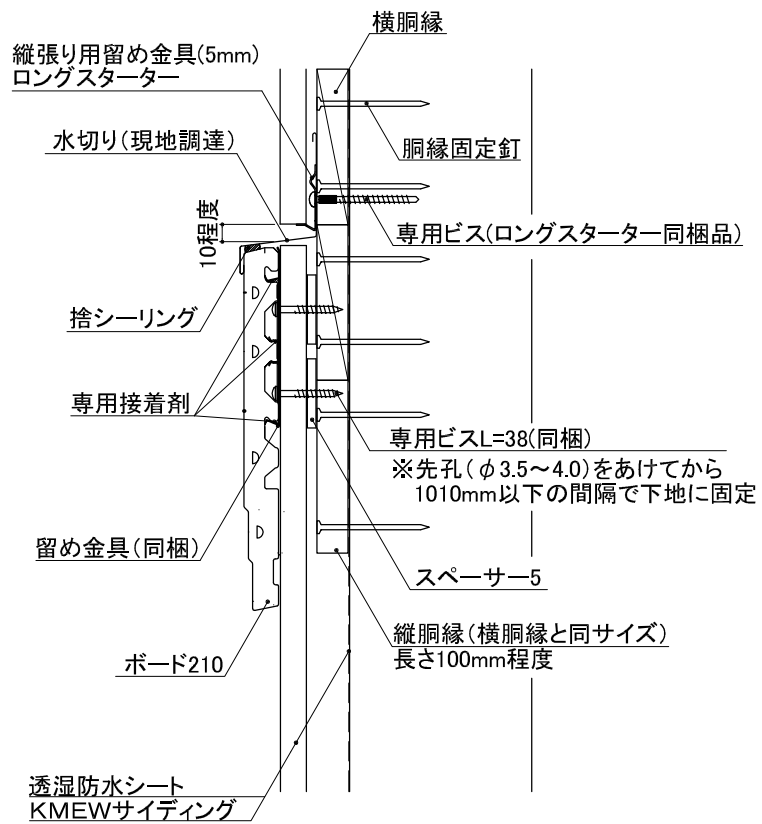 横胴縁
縦張り用留め金具(5mm)
ロングスターター
水切り(現地調達)
胴縁固定釘
10程度
専用ビス(ロングスターター同梱品)
捨シーリング
専用接着剤
専用ビスL=38(同梱)
※先孔(φ3.5~4.0)をあけてから
1010mm以下の間隔で下地に固定
留め金具(同梱)
スペーサー5
縦胴縁(横胴縁と同サイズ)
長さ100mm程度
ボード210
透湿防水シート
KMEWサイディング